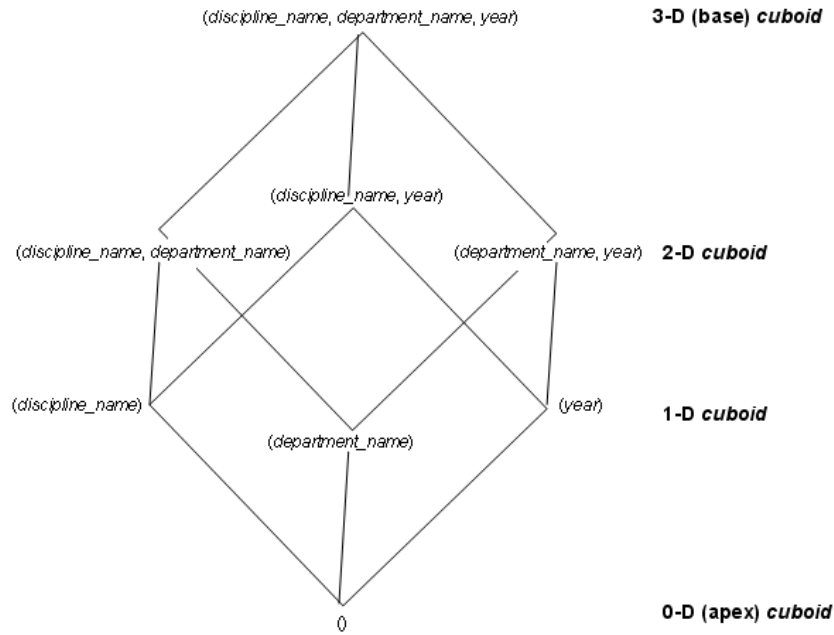 (discipline_name, department_name, year)
3-D (base) cuboid
(discipline_name, year)
(discipline_name, department_name)
(department_name, year)
2-D cuboid
(discipline_name)
(year)
1-D cuboid
(department_name)
0-D (apex) cuboid
()